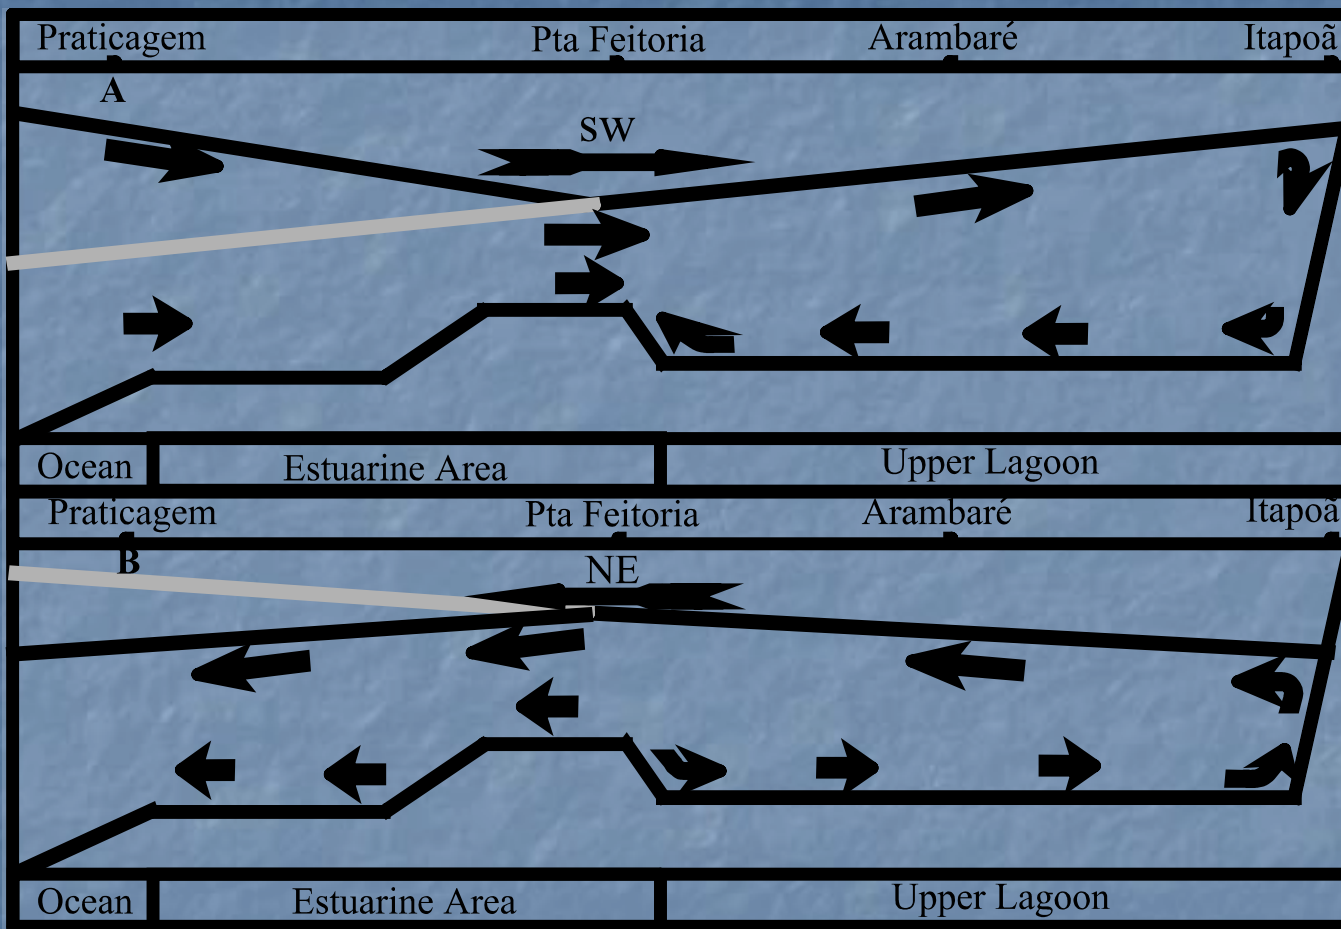 Praticagem Pta Feitoria Arambaré Itapoã
A
SW
Ocean Estuarine Area Upper Lagoon
Praticagem Pta Feitoria Arambaré Itapoã
B
NE
Ocean Estuarine Area Upper Lagoon